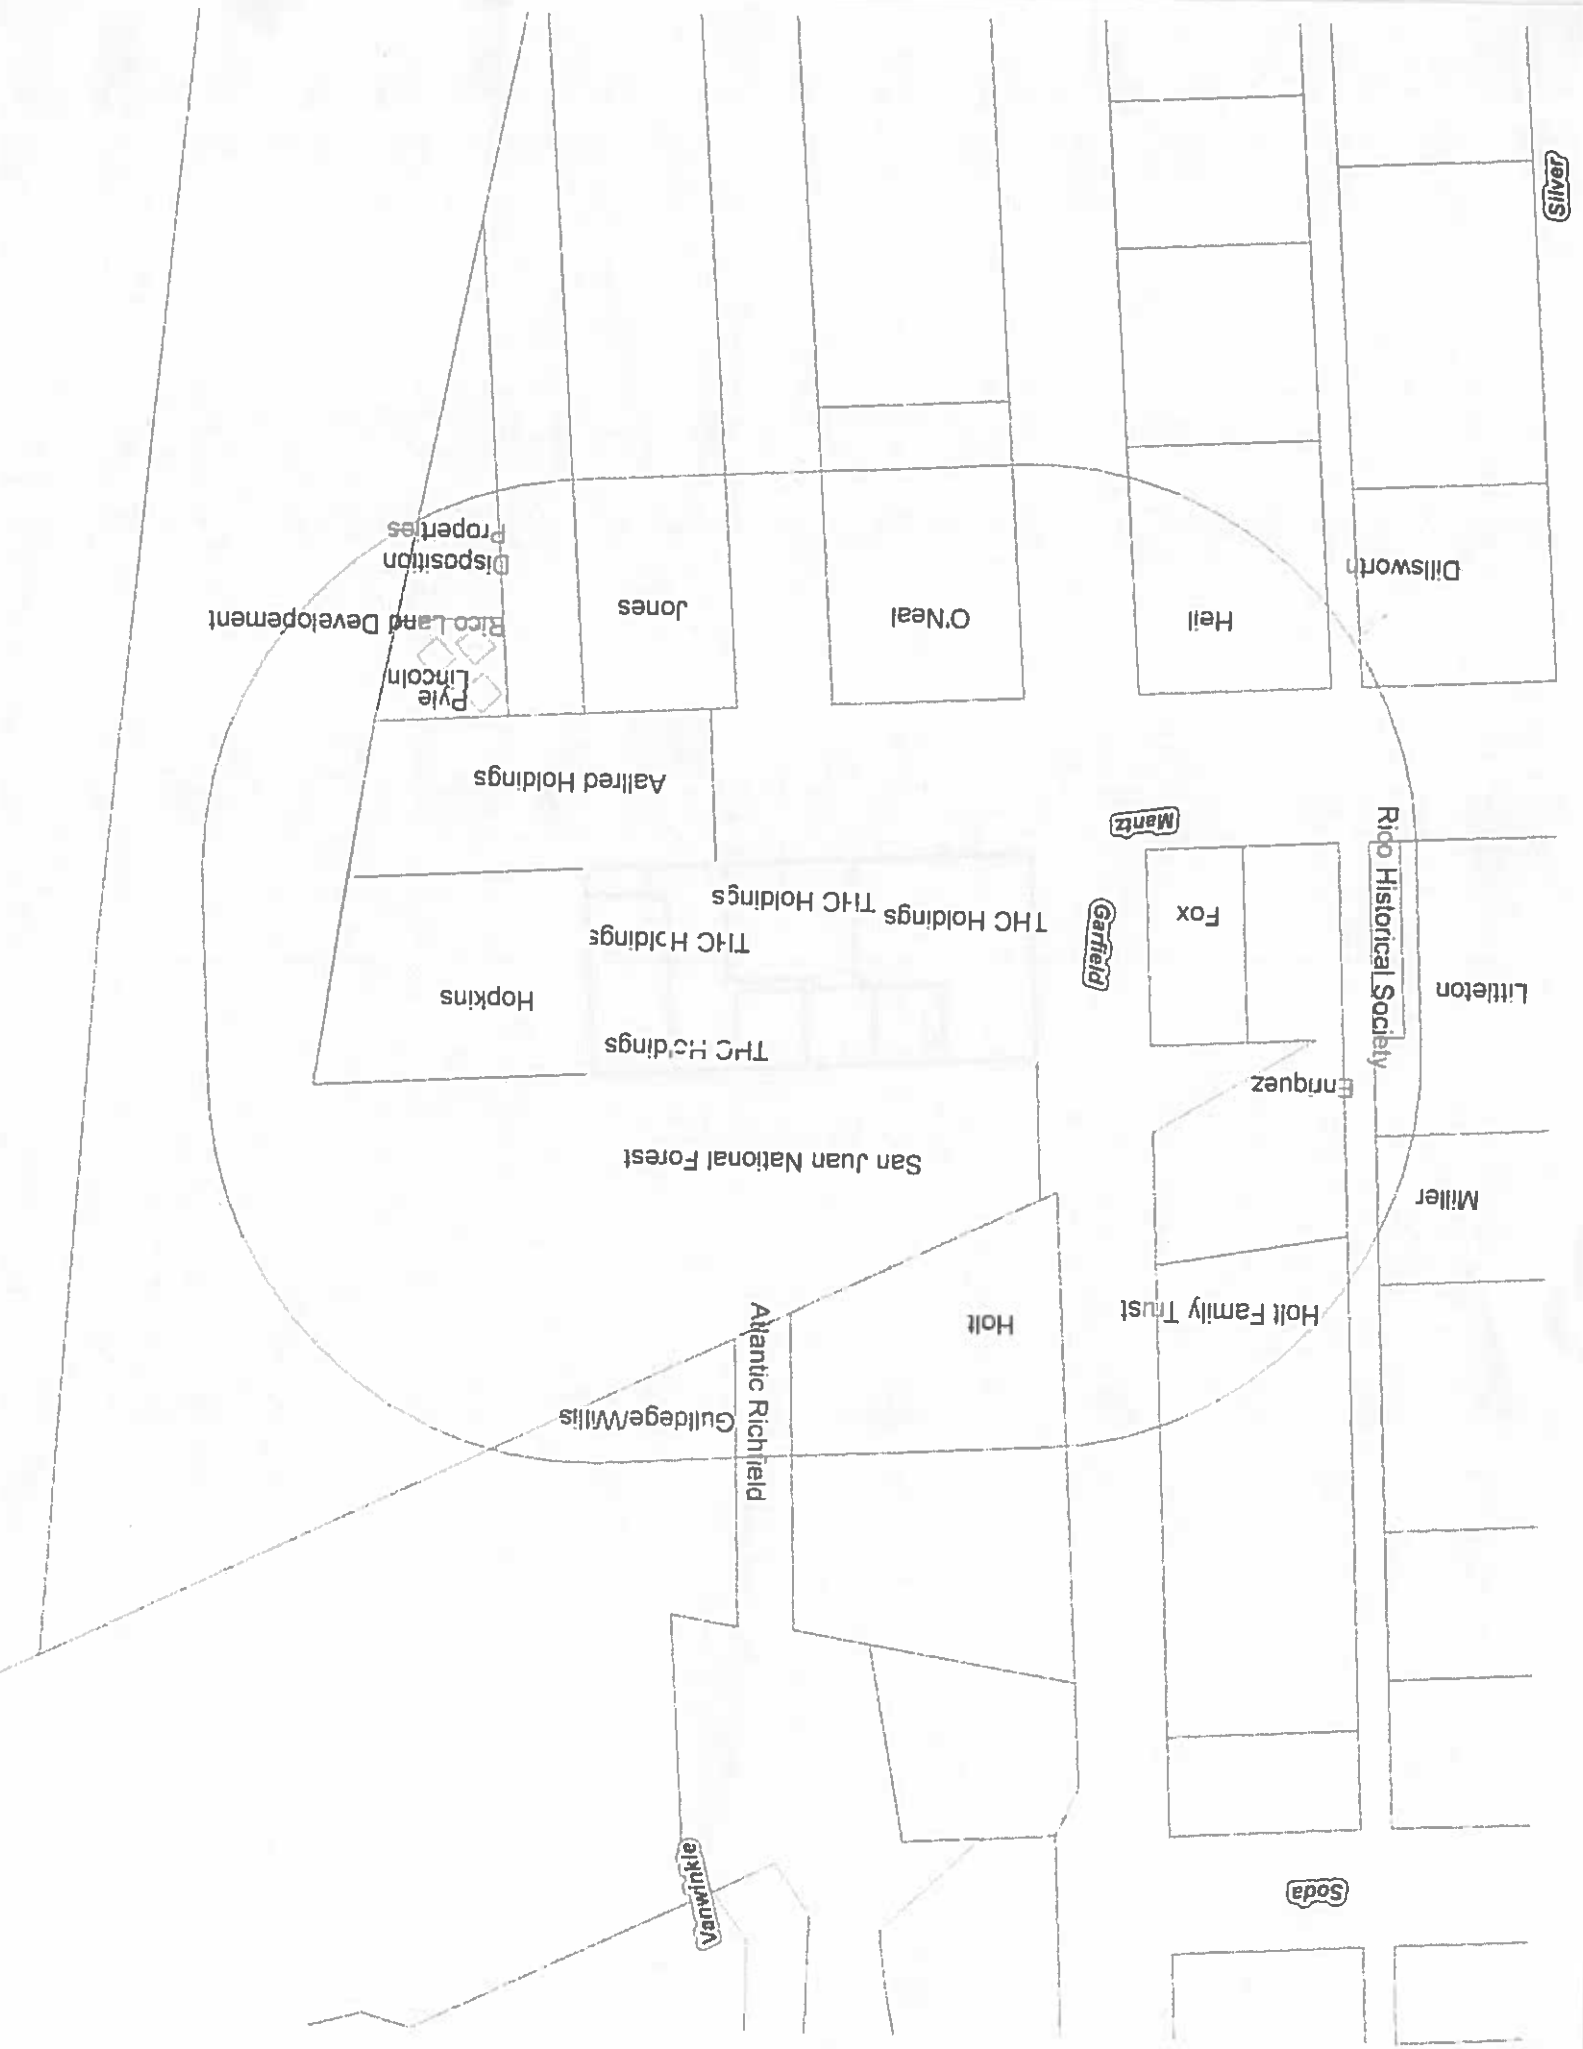 Soda
Vanwinkle
Atlantic Richfield
Gulldege/Willis
Holt
Holt Family Trust
Miller
San Juan National Forest
Enriquez
THC Holdings
Littleton
Rico Historical Society
Hopkins
THC Holdings
Garfield
Fox
THC Holdings
THC Holdings
Mantz
Aallred Holdings
Pyle
Lincoln
Rico Land Developement
Heil
O'Neal
Jones
Dillsworth
Disposition
Properties
Silver